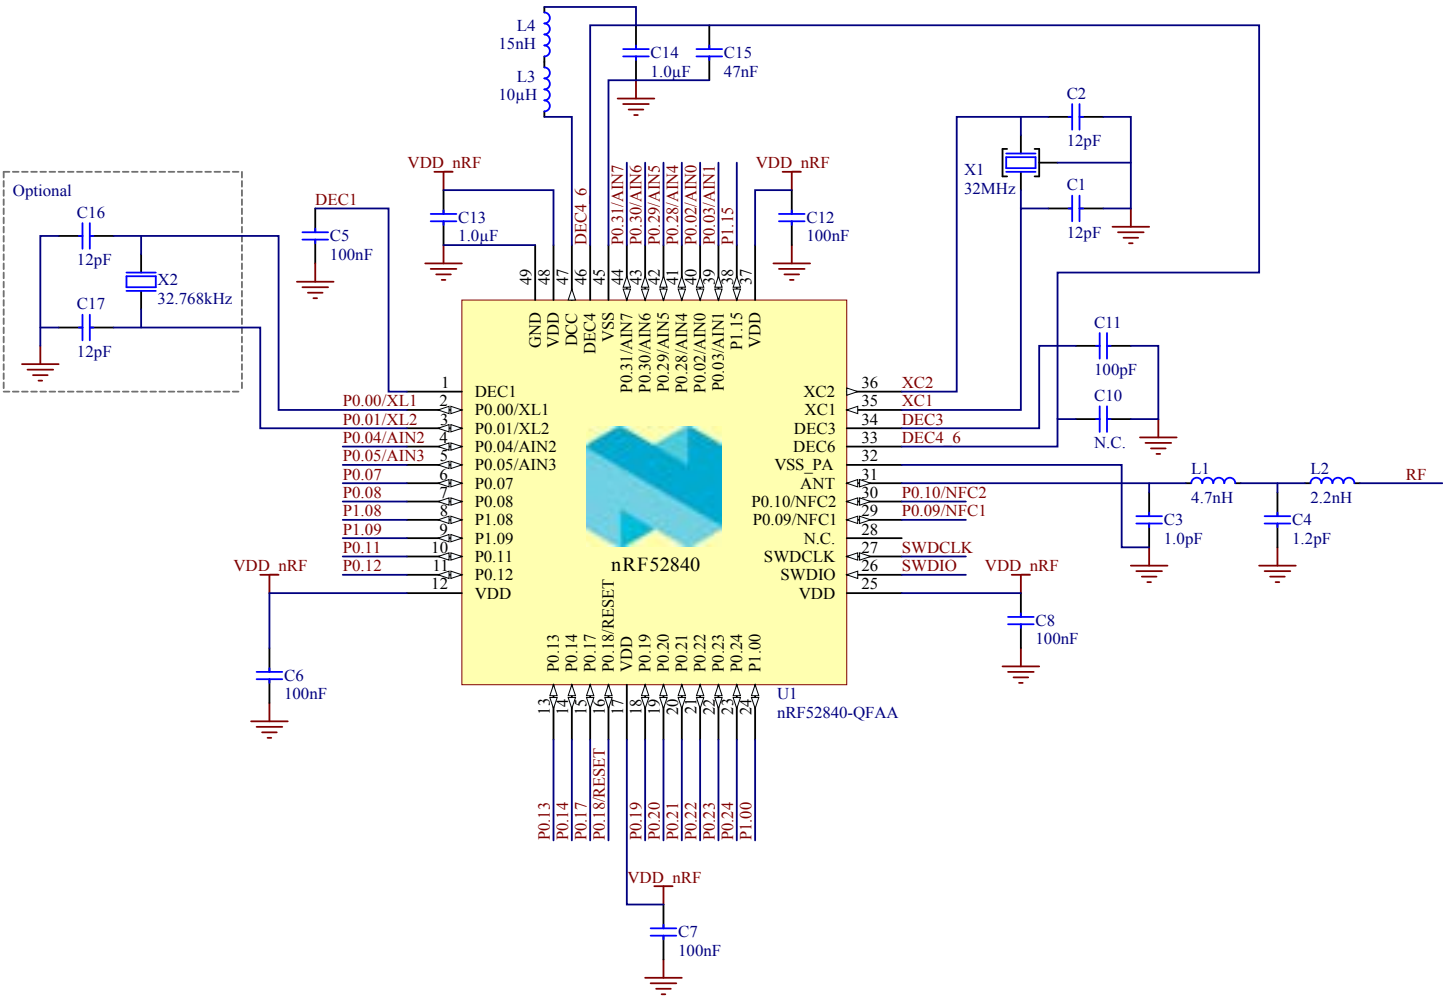 L4
15nH
L3
10µH
C14
1.0µF
C15
47nF
C2
12pF
X1
32MHz
C1
12pF
Optional
C16
12pF
X2
32.768kHz
C17
12pF
DEC1
C5
100nF
VDD_nRF
C13
1.0µF
DEC4_6
P0.31/AIN7
P0.30/AIN6
P0.29/AIN5
P0.28/AIN4
P0.02/AIN0
P0.03/AIN1
P1.15
VDD_nRF
C12
100nF
49
48
47
46
45
44
43
42
41
40
39
38
37
GND
VDD
DCC
DEC4
VSS
P0.31/AIN7
P0.30/AIN6
P0.29/AIN5
P0.28/AIN4
P0.02/AIN0
P0.03/AIN1
P1.15
VDD
1 DEC1
P0.00/XL1 2 P0.00/XL1
P0.01/XL2 3 P0.01/XL2
P0.04/AIN2 4 P0.04/AIN2
P0.05/AIN3 5 P0.05/AIN3
P0.07 6 P0.07
P0.08 7 P0.08
P1.08 8 P1.08
P1.09 9 P1.09
P0.11 10 P0.11
P0.12 11 P0.12
12 VDD
VDD_nRF
C6
100nF
nRF52840
XC2 36 XC2
XC1 35 XC1
DEC3 34 DEC3
DEC6 33 DEC4_6
VSS_PA 32
ANT 31
P0.10/NFC2 30 P0.10/NFC2
P0.09/NFC1 29 P0.09/NFC1
N.C. 28
SWDCLK 27 SWDCLK
SWDIO 26 SWDIO
VDD 25
VDD_nRF
C8
100nF
C11
100pF
C10
N.C.
L1
4.7nH
L2
2.2nH
RF
C3
1.0pF
C4
1.2pF
P0.13
P0.14
P0.17
P0.18/RESET
VDD
P0.19
P0.20
P0.21
P0.22
P0.23
P0.24
P1.00
13
14
15
16
17
18
19
20
21
22
23
24
U1
nRF52840-QFAA
P0.13
P0.14
P0.17
P0.18/RESET
P0.19
P0.20
P0.21
P0.22
P0.23
P0.24
P1.00
VDD_nRF
C7
100nF